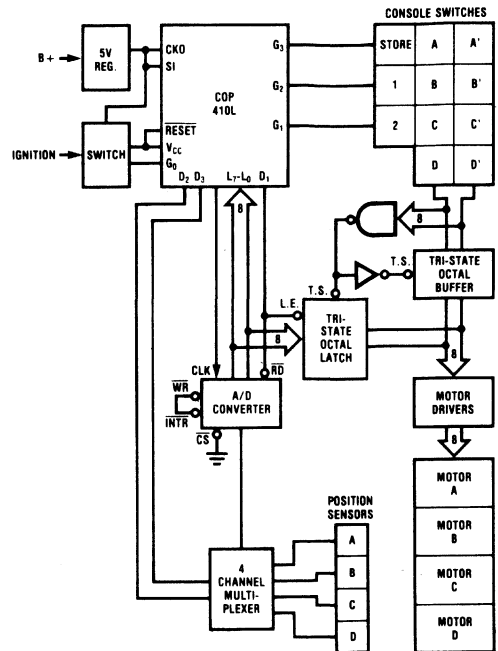 CONSOLE SWITCHES
B+
5V
REG.
CKO
SI
COP
410L
G3
G2
G1
STORE
A
A'
1
B
B'
2
C
C'
D
D'
IGNITION
SWITCH
RESET
VCC
G0
D2 D3 L7-L0 D1
8
8
T.S.
T.S.
TRI-STATE
OCTAL
BUFFER
L.E.
TRI-
STATE
OCTAL
LATCH
8
8
CLK
RD
WR
INTR
A/D
CONVERTER
CS
MOTOR
DRIVERS
8
MOTOR
A
MOTOR
B
MOTOR
C
MOTOR
D
POSITION
SENSORS
A
B
C
D
4
CHANNEL
MULTI-
PLEXER